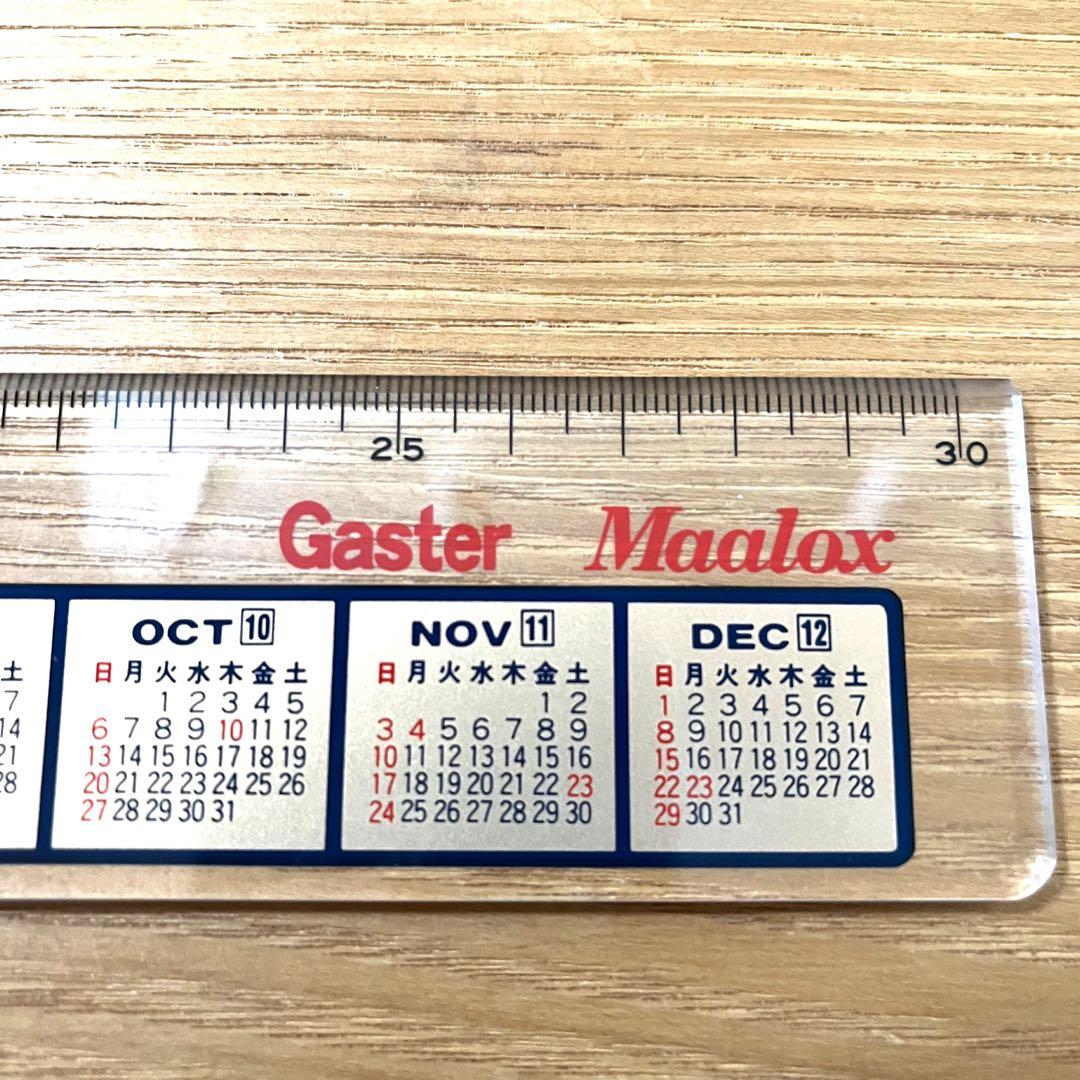 25 30
Gaster Maalox
OCT 10
日 月 火 水 木 金 土
1 2 3 4 5
6 7 8 9 10 11 12
13 14 15 16 17 18 19
20 21 22 23 24 25 26
27 28 29 30 31
NOV 11
日 月 火 水 木 金 土
1 2
3 4 5 6 7 8 9
10 11 12 13 14 15 16
17 18 19 20 21 22 23
24 25 26 27 28 29 30
DEC 12
日 月 火 水 木 金 土
1 2 3 4 5 6 7
8 9 10 11 12 13 14
15 16 17 18 19 20 21
22 23 24 25 26 27 28
29 30 31
土
7
14
21
28